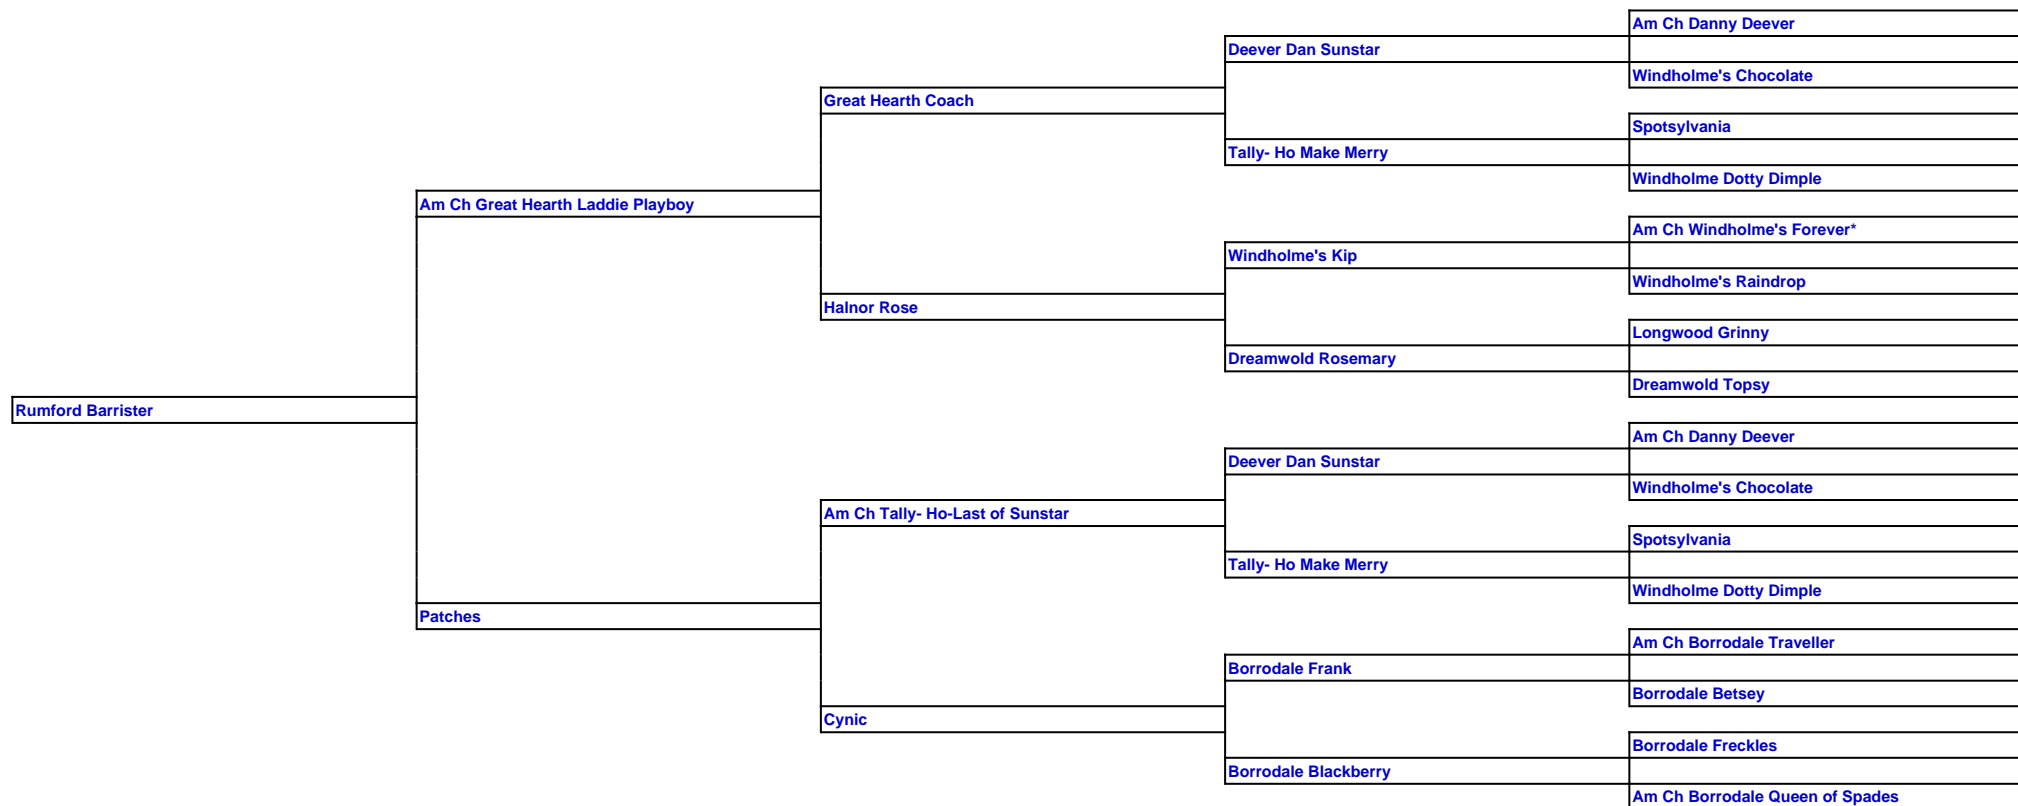 Am Ch Danny Deever
Deever Dan Sunstar
Windholme's Chocolate
Great Hearth Coach
Spotsylvania
Tally- Ho Make Merry
Windholme Dotty Dimple
Am Ch Great Hearth Laddie Playboy
Am Ch Windholme's Forever*
Windholme's Kip
Windholme's Raindrop
Halnor Rose
Longwood Grinny
Dreamwold Rosemary
Dreamwold Topsy
Rumford Barrister
Am Ch Danny Deever
Deever Dan Sunstar
Windholme's Chocolate
Am Ch Tally- Ho-Last of Sunstar
Spotsylvania
Tally- Ho Make Merry
Windholme Dotty Dimple
Patches
Am Ch Borrodale Traveller
Borrodale Frank
Borrodale Betsey
Cynic
Borrodale Freckles
Borrodale Blackberry
Am Ch Borrodale Queen of Spades